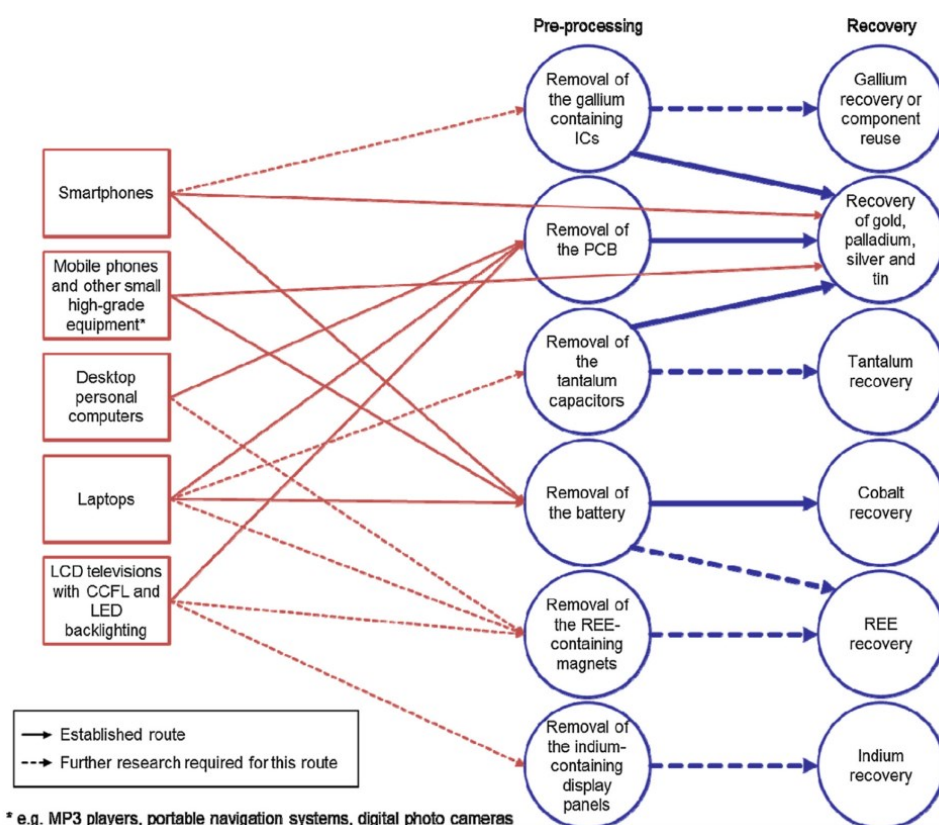 Pre-processing
Recovery
Removal of
the gallium
containing
ICs
Gallium
recovery or
component
reuse
Smartphones
Recovery
of gold,
palladium,
silver and
tin
Removal of
the PCB
Mobile phones
and other small
high-grade
equipment*
Removal of
the
tantalum
capacitors
Tantalum
recovery
Desktop
personal
computers
Laptops
Removal of
the battery
Cobalt
recovery
LCD televisions
with CCFL and
LED
backlighting
Removal of
the REE-
containing
magnets
REE
recovery
Removal of
the indium-
containing
display
panels
Indium
recovery
Established route
Further research required for this route
* e.g. MP3 players, portable navigation systems, digital photo cameras